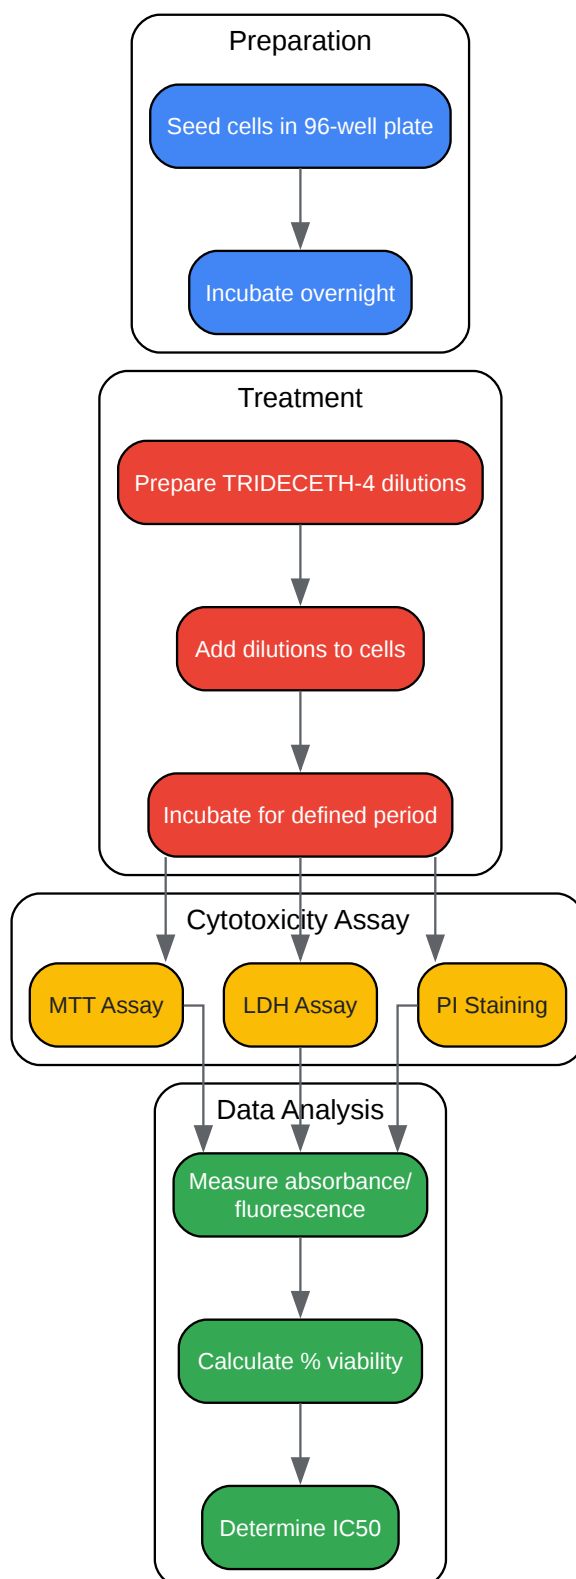 Preparation
Seed cells in 96-well plate
Incubate overnight
Treatment
Prepare TRIDECETH-4 dilutions
Add dilutions to cells
Incubate for defined period
Cytotoxicity Assay
MTT Assay
LDH Assay
PI Staining
Data Analysis
Measure absorbance/
fluorescence
Calculate % viability
Determine IC50